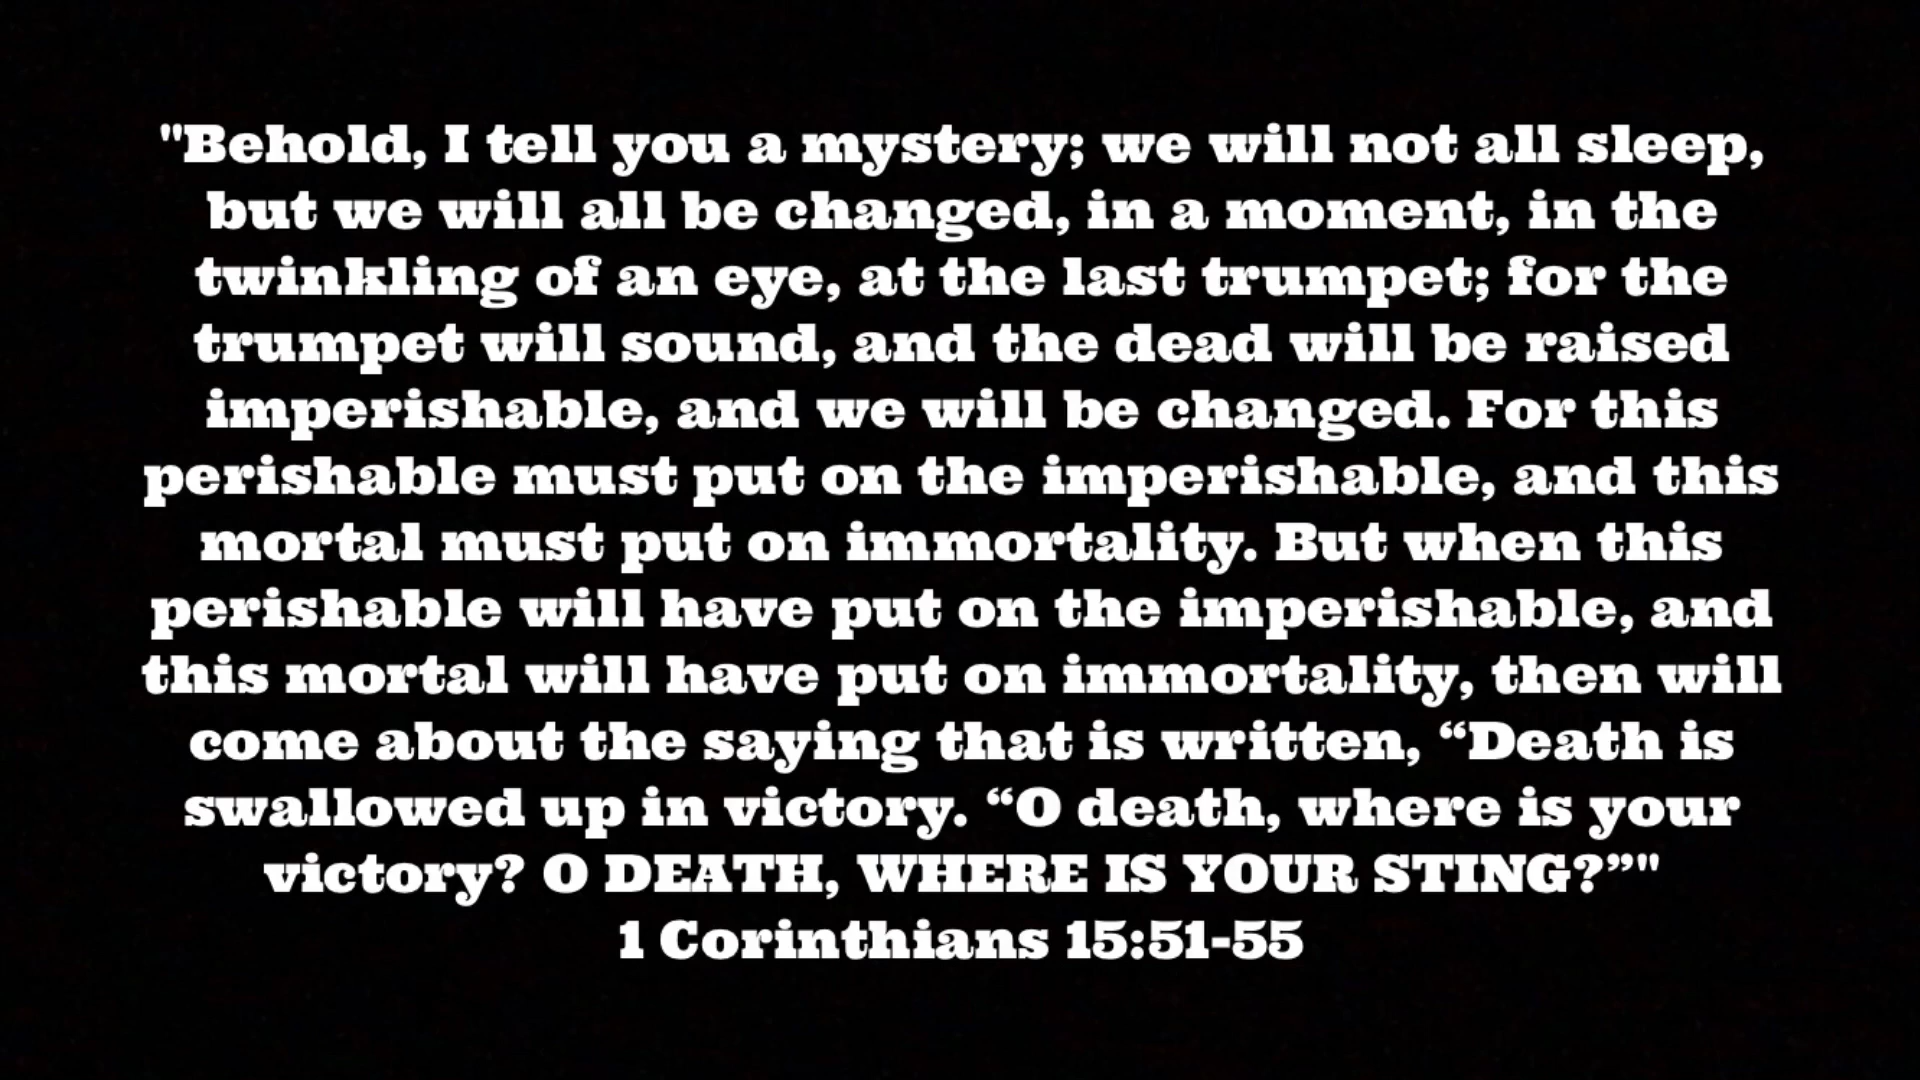 "Behold, I tell you a mystery; we will not all sleep,
but we will all be changed, in a moment, in the
twinkling of an eye, at the last trumpet; for the
trumpet will sound, and the dead will be raised
imperishable, and we will be changed. For this
perishable must put on the imperishable, and this
mortal must put on immortality. But when this
perishable will have put on the imperishable, and
this mortal will have put on immortality, then will
come about the saying that is written, “Death is
swallowed up in victory. “O death, where is your
victory? O DEATH, WHERE IS YOUR STING?”"
1 Corinthians 15:51-55